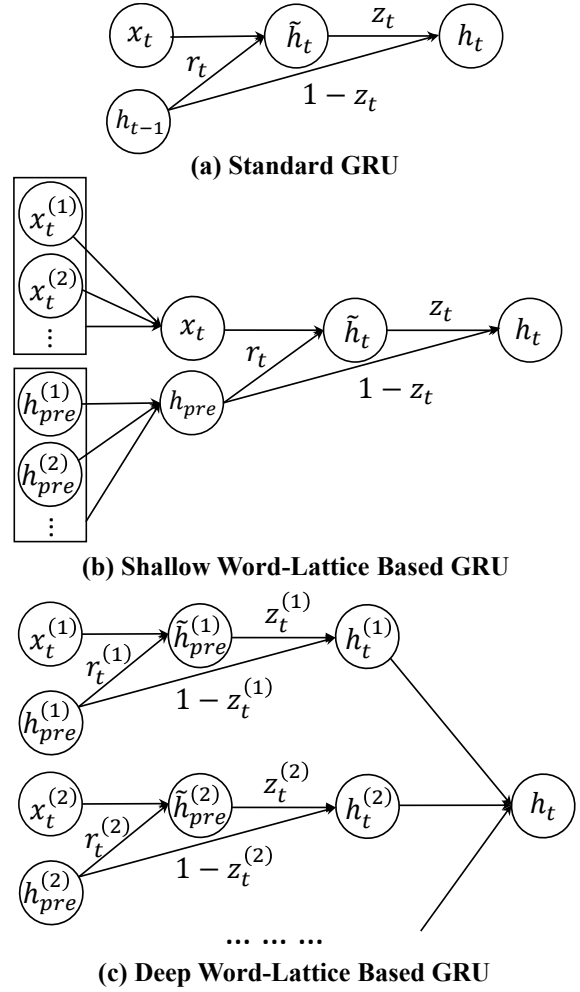 x_t r_t h̃_t z_t h_t
h_{t-1} 1 − z_t
(a) Standard GRU
x_t^{(1)}
x_t^{(2)}
⋮
x_t r_t h̃_t z_t h_t
h_{pre}^{(1)} h_{pre} 1 − z_t
h_{pre}^{(2)}
⋮
(b) Shallow Word-Lattice Based GRU
x_t^{(1)} r_t^{(1)} h̃_{pre}^{(1)} z_t^{(1)} h_t^{(1)}
h_{pre}^{(1)} 1 − z_t^{(1)}
x_t^{(2)} r_t^{(2)} h̃_{pre}^{(2)} z_t^{(2)} h_t^{(2)} h_t
h_{pre}^{(2)} 1 − z_t^{(2)}
... ... ...
(c) Deep Word-Lattice Based GRU